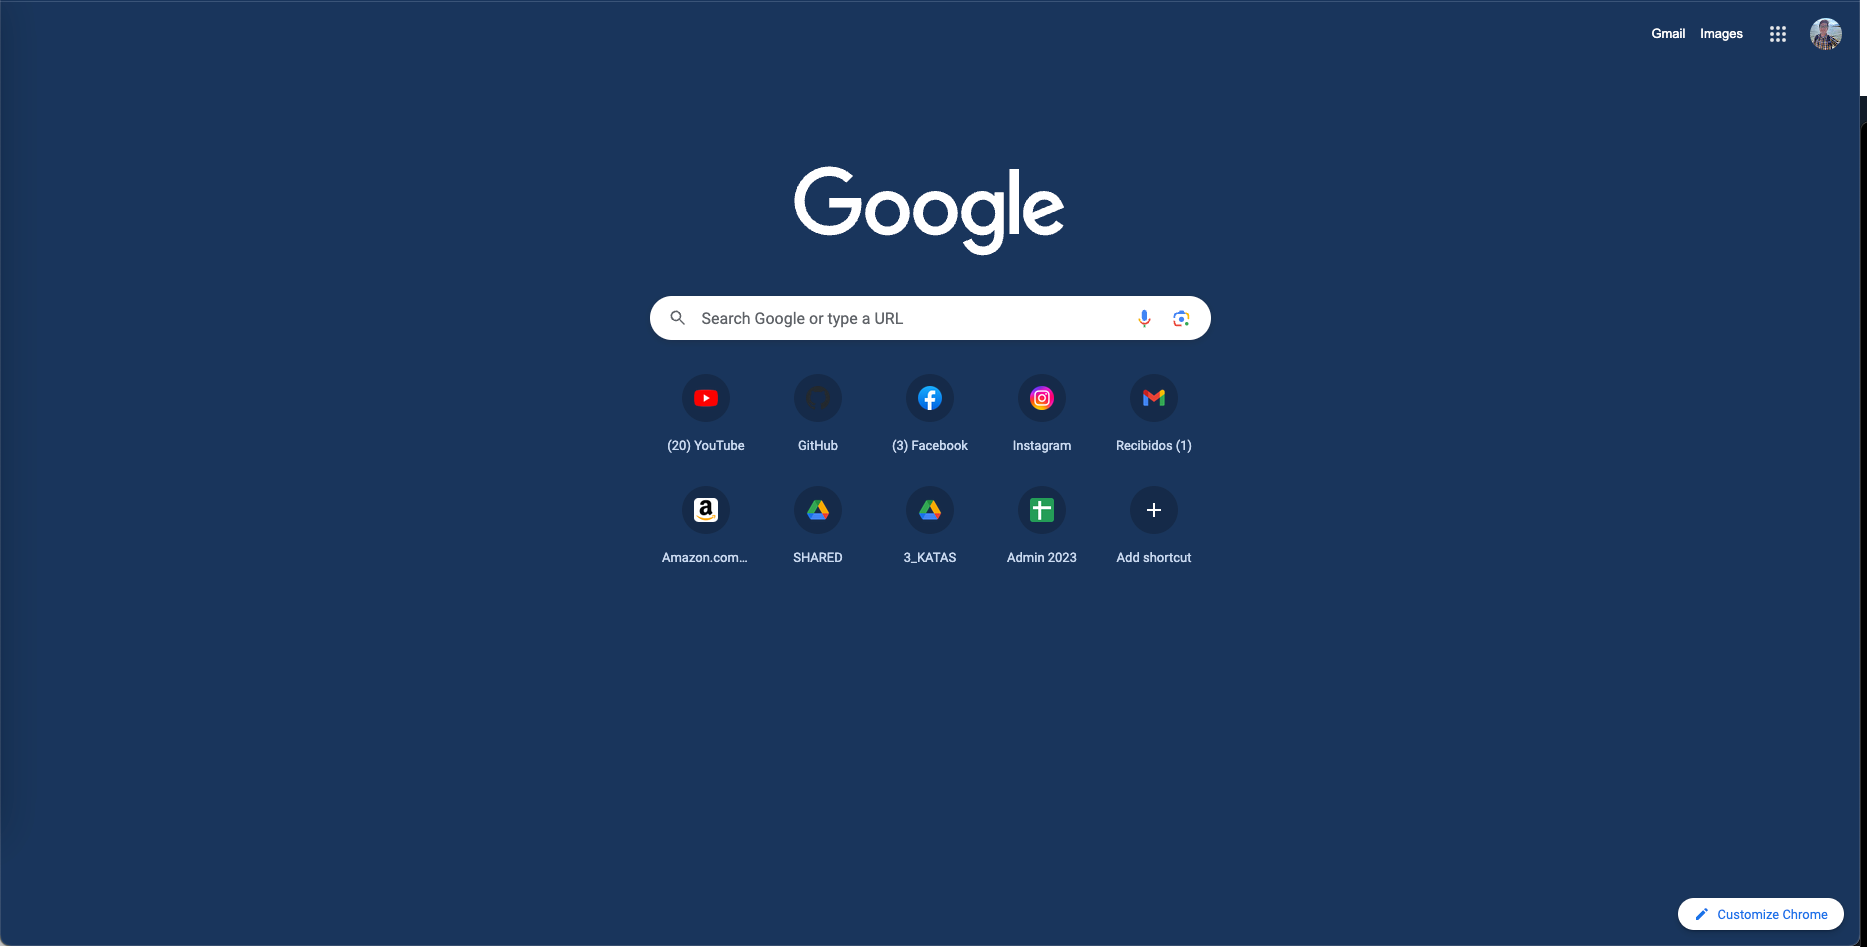 Gmail Images
Google
Search Google or type a URL
(20) YouTube
GitHub
(3) Facebook
Instagram
Recibidos (1)
a
Amazon.com...
SHARED
3_KATAS
Admin 2023
Add shortcut
Customize Chrome